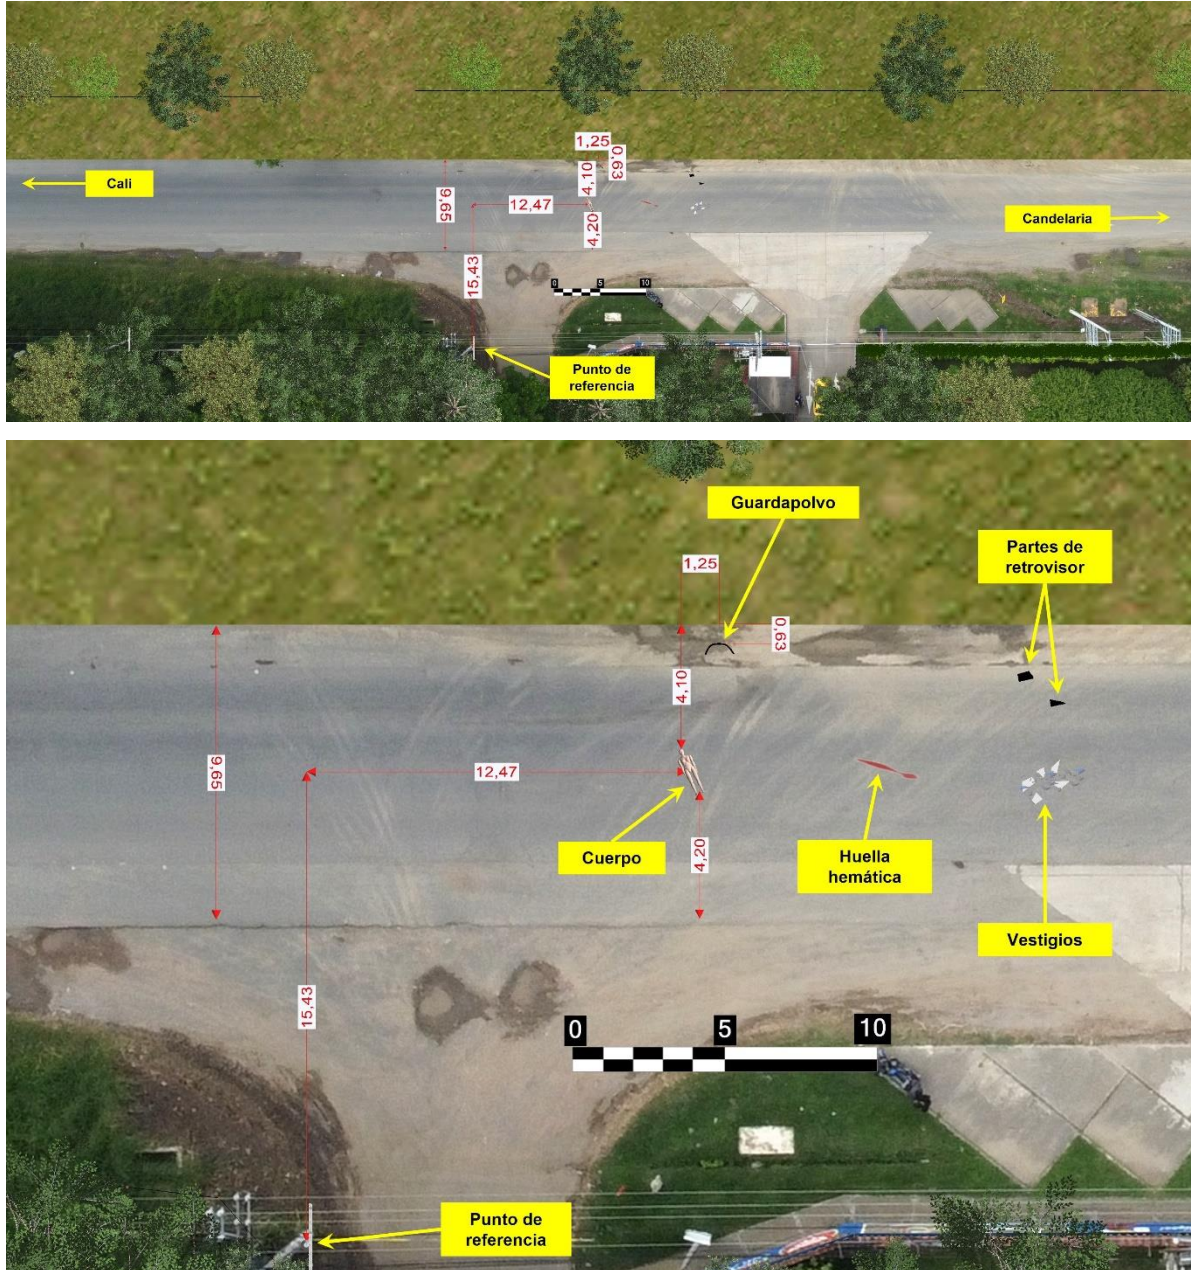 1,25
0,63
4,10
Cali
9,65
12,47
Candelaria
4,20
15,43
0
5
10
Punto de
referencia
Guardapolvo
Partes de
retrovisor
1,25
0,63
4,10
9,65
12,47
Cuerpo
4,20
Huella
hemática
Vestigios
15,43
0
5
10
Punto de
referencia